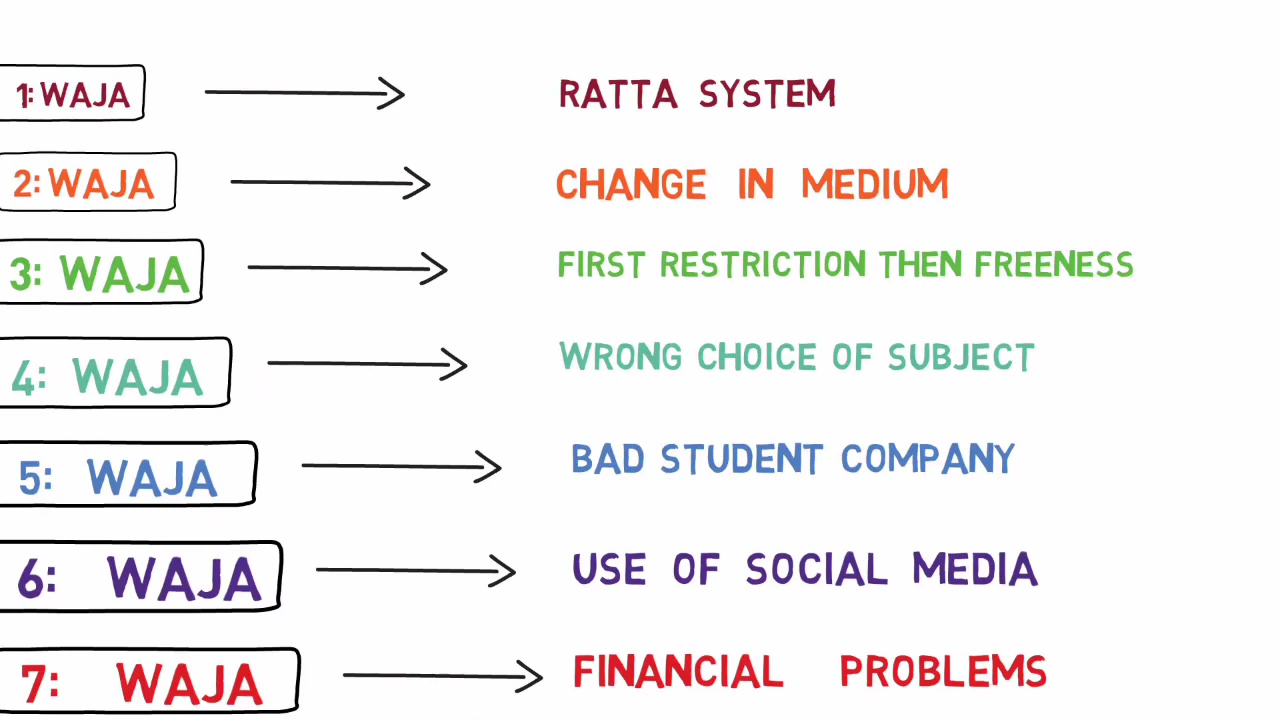 1: WAJA RATTA SYSTEM
2: WAJA CHANGE IN MEDIUM
3: WAJA FIRST RESTRICTION THEN FREENESS
4: WAJA WRONG CHOICE OF SUBJECT
5: WAJA BAD STUDENT COMPANY
6: WAJA USE OF SOCIAL MEDIA
7: WAJA FINANCIAL PROBLEMS